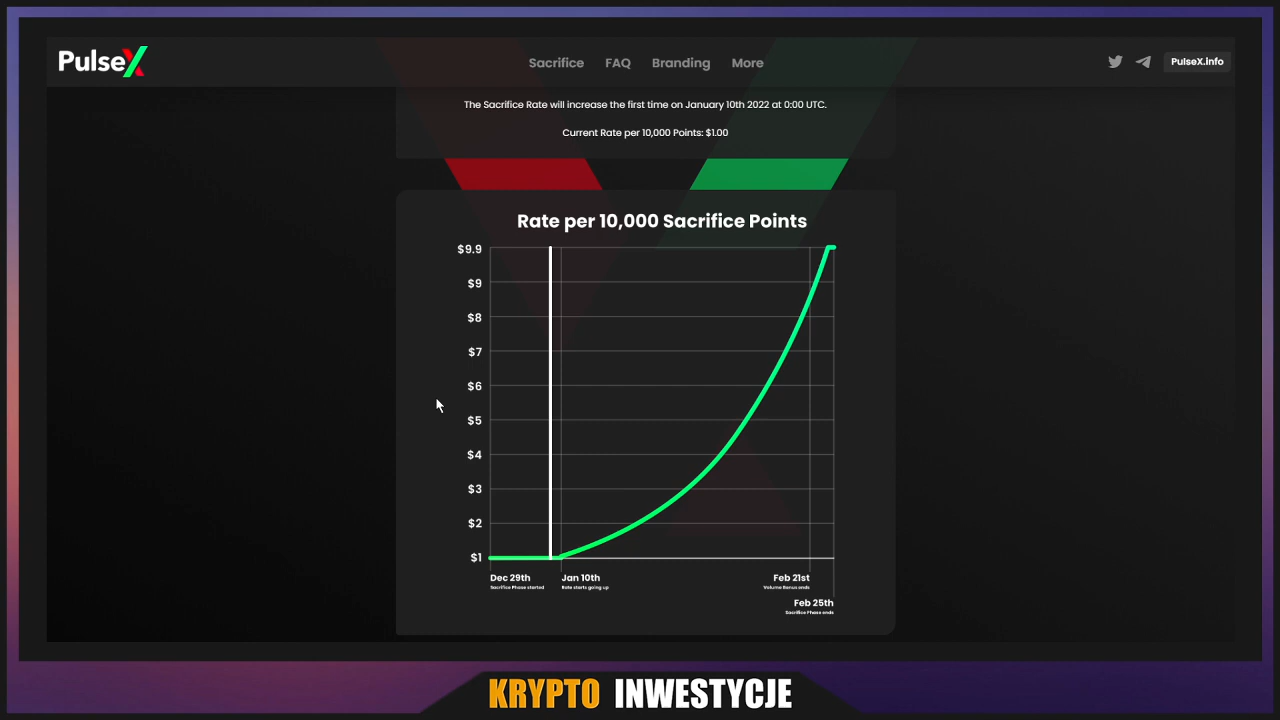 PulseX
Sacrifice FAQ Branding More
PulseX.info
The Sacrifice Rate will increase the first time on January 10th 2022 at 0:00 UTC.
Current Rate per 10,000 Points: $1.00
Rate per 10,000 Sacrifice Points
$9.9
$9
$8
$7
$6
$5
$4
$3
$2
$1
Dec 29th
Sacrifice Phase started
Jan 10th
Rate starts going up
Feb 21st
Volume Bonus ends
Feb 25th
Sacrifice Phase ends
KRYPTO INWESTYCJE